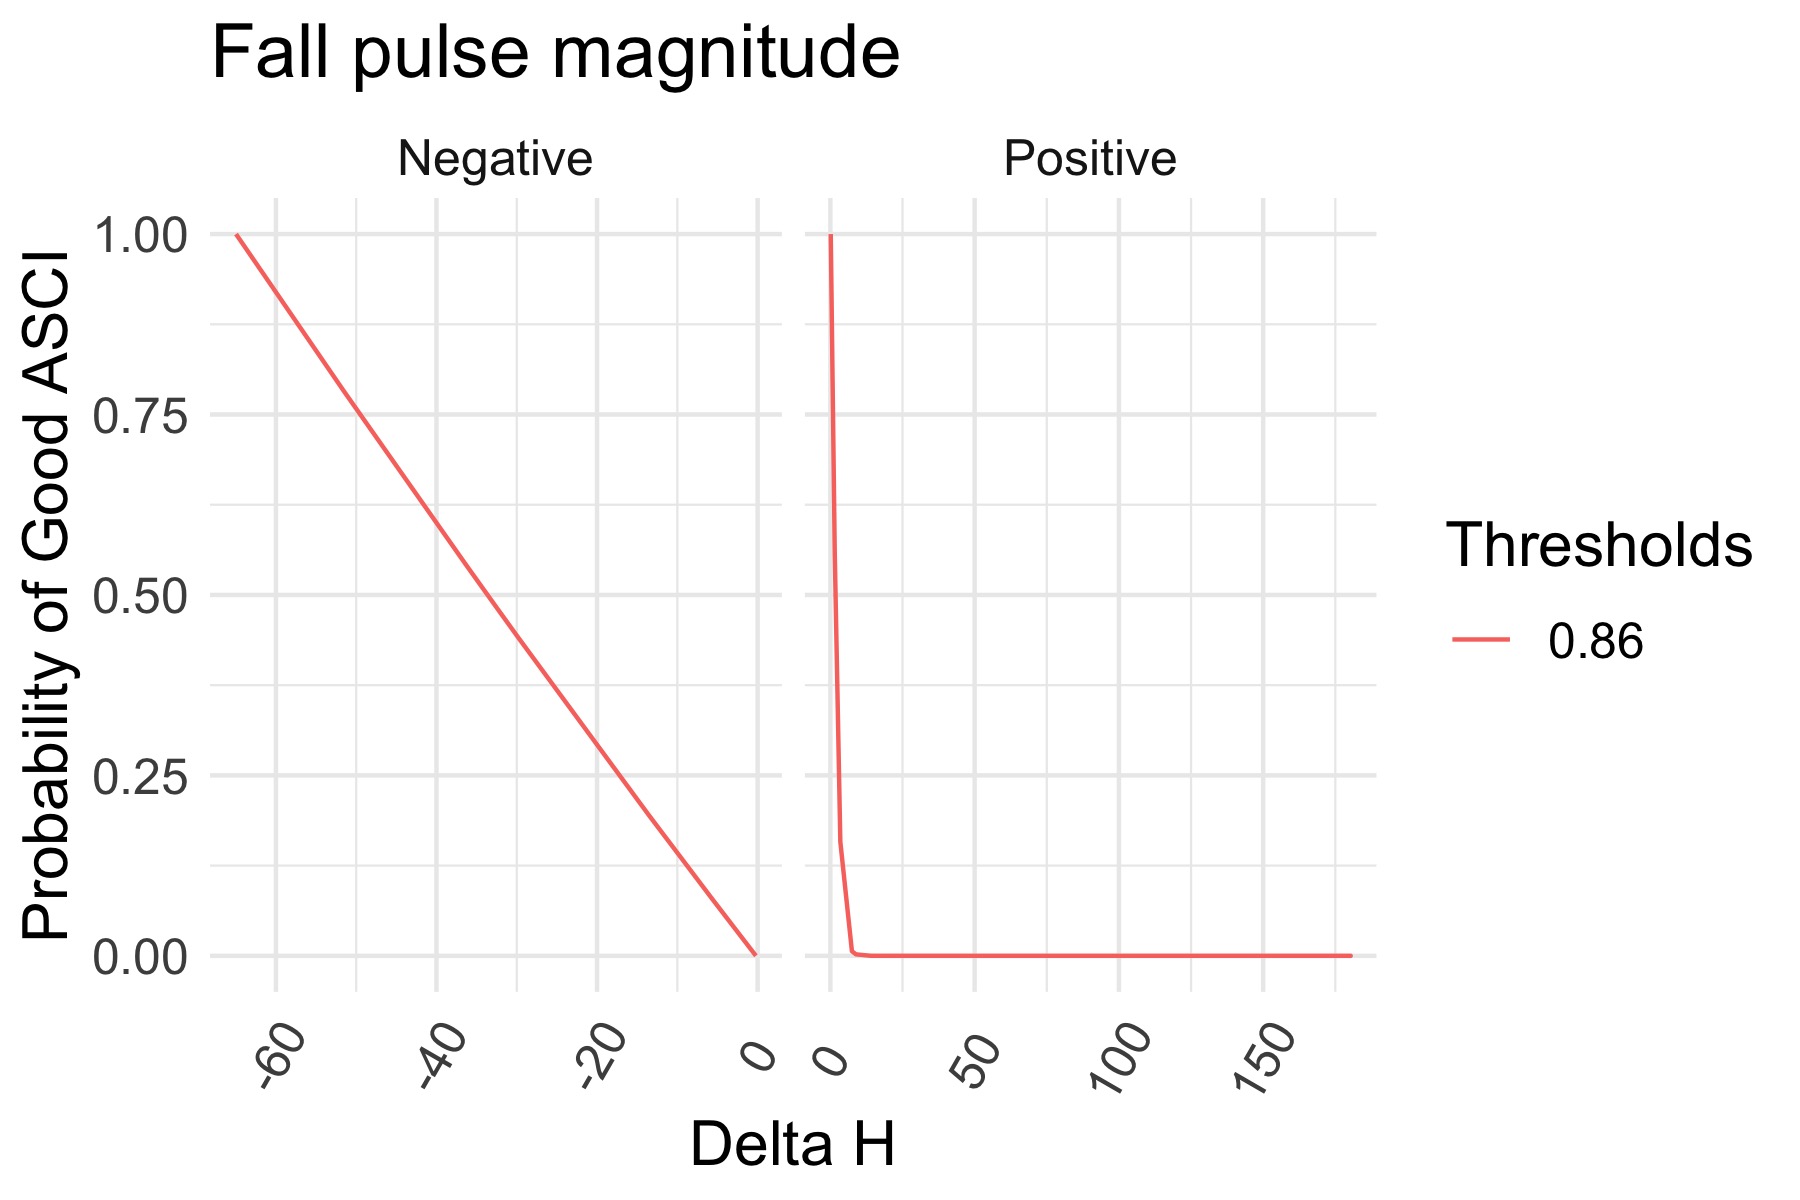 Fall pulse magnitude
Negative
Positive
Probability of Good ASCI
1.00
0.75
0.50
0.25
0.00
-60
-40
-20
0
0
50
100
150
Delta H
Thresholds
0.86